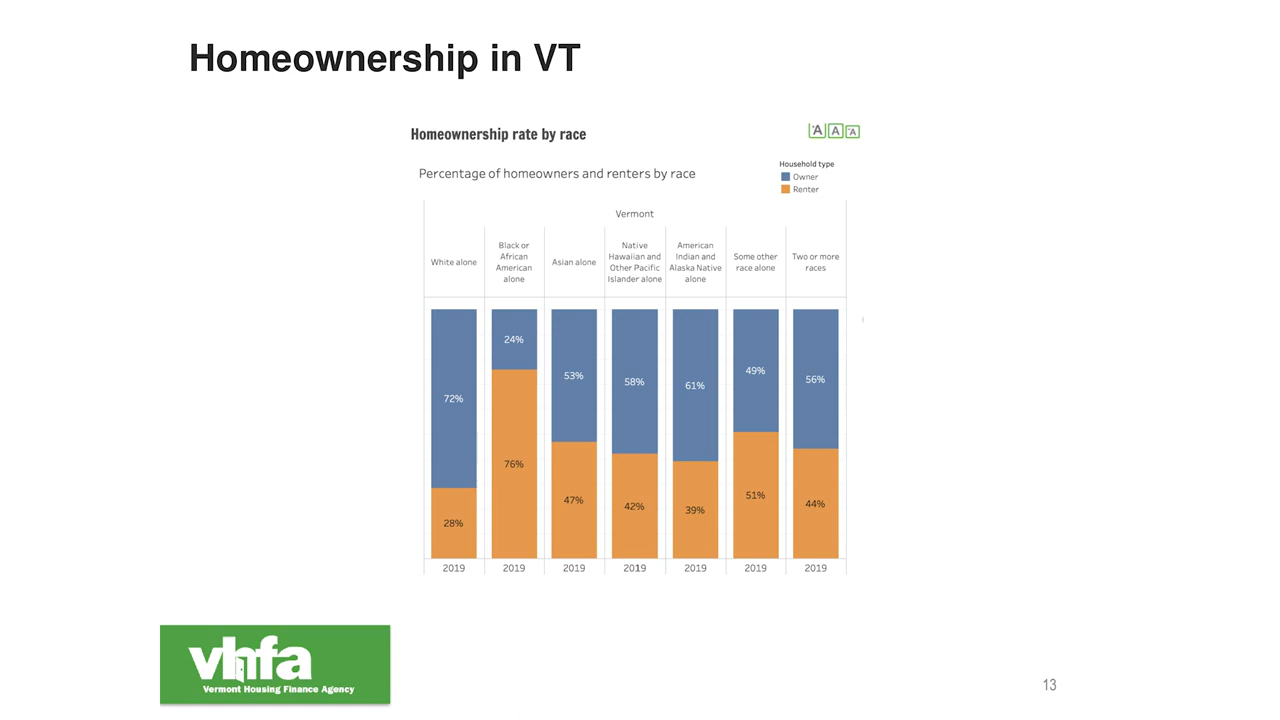 Homeownership in VT
Homeownership rate by race
A A A
Percentage of homeowners and renters by race
Household type
Owner
Renter
Vermont
White alone
Black or
African
American
alone
Asian alone
Native
Hawaiian and
Other Pacific
Islander alone
American
Indian and
Alaska Native
alone
Some other
race alone
Two or more
races
72%
28%
24%
76%
53%
47%
58%
42%
61%
39%
49%
51%
56%
44%
2019 2019 2019 2019 2019 2019 2019
vhfa
Vermont Housing Finance Agency
13